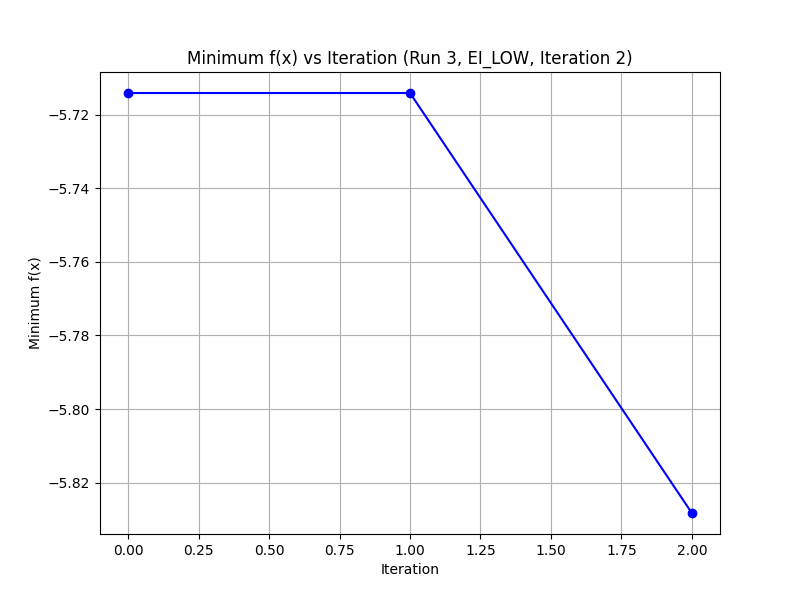 Minimum f(x) vs Iteration (Run 3, EI_LOW, Iteration 2)
Minimum f(x)
−5.72
−5.74
−5.76
−5.78
−5.80
−5.82
0.00 0.25 0.50 0.75 1.00 1.25 1.50 1.75 2.00
Iteration